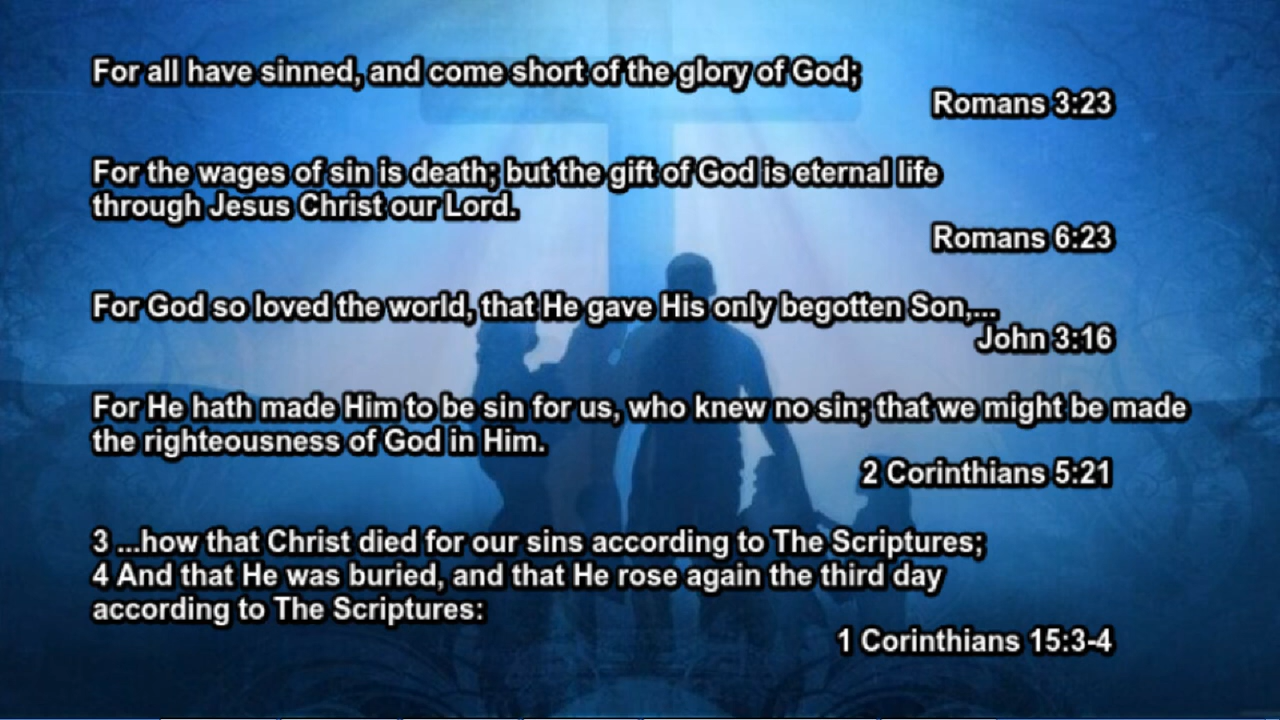 For all have sinned, and come short of the glory of God;
Romans 3:23
For the wages of sin is death; but the gift of God is eternal life
through Jesus Christ our Lord.
Romans 6:23
For God so loved the world, that He gave His only begotten Son,...
John 3:16
For He hath made Him to be sin for us, who knew no sin; that we might be made
the righteousness of God in Him.
2 Corinthians 5:21
3 ...how that Christ died for our sins according to The Scriptures;
4 And that He was buried, and that He rose again the third day
according to The Scriptures:
1 Corinthians 15:3-4